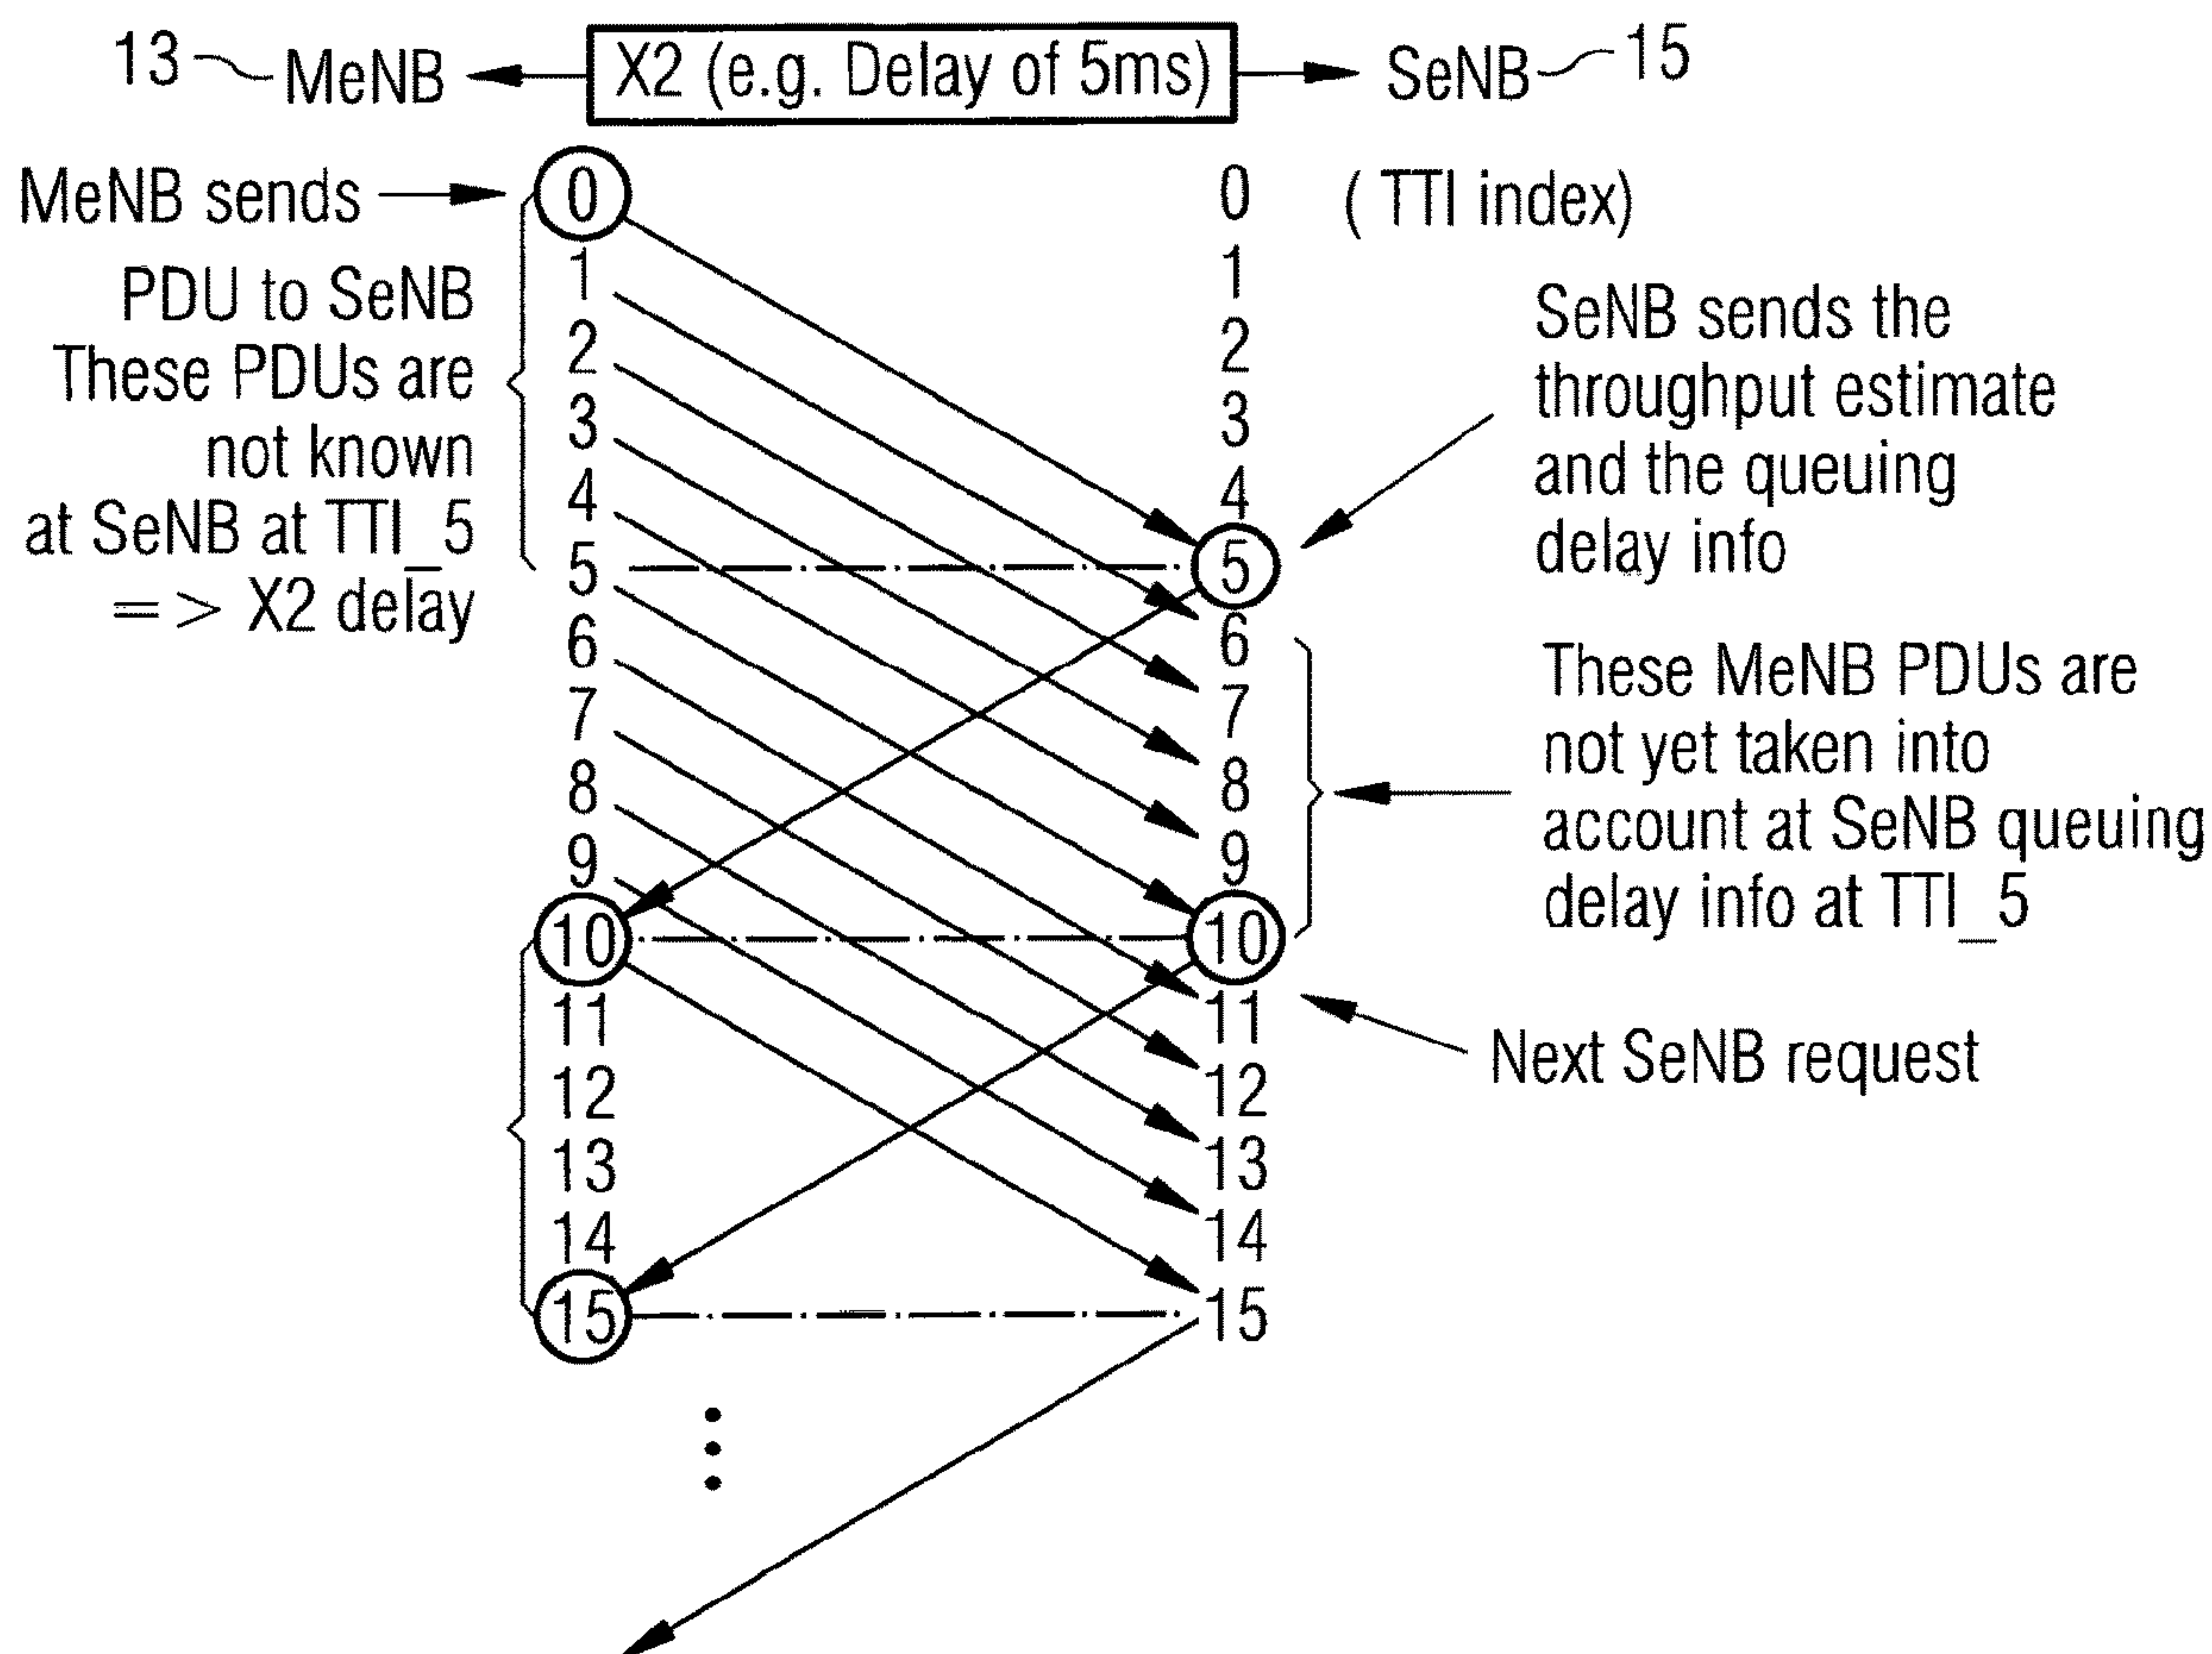 13 MeNB X2 (e.g. Delay of 5ms) SeNB 15
MeNB sends
PDU to SeNB
These PDUs are
not known
at SeNB at TTI_5
= > X2 delay
0
1
2
3
4
5
6
7
8
9
10
11
12
13
14
15
0 ( TTI index)
1
2
3
4
5
6
7
8
9
10
11
12
13
14
15
SeNB sends the
throughput estimate
and the queuing
delay info
These MeNB PDUs are
not yet taken into
account at SeNB queuing
delay info at TTI_5
Next SeNB request